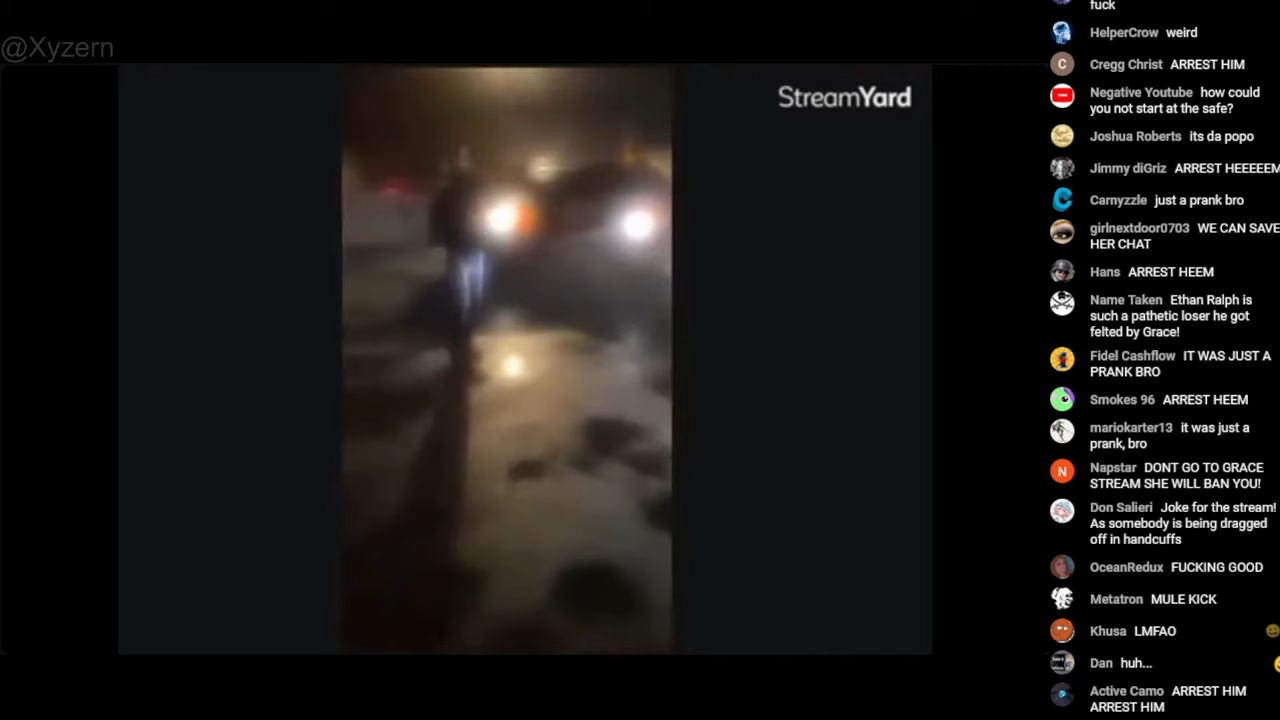 fuck
@Xyzern
StreamYard
HelperCrow weird
Cregg Christ ARREST HIM
Negative Youtube how could
you not start at the safe?
Joshua Roberts its da popo
Jimmy diGriz ARREST HEEEEEM
Carnyzzle just a prank bro
girlnextdoor0703 WE CAN SAVE
HER CHAT
Hans ARREST HEEM
Name Taken Ethan Ralph is
such a pathetic loser he got
felted by Grace!
Fidel Cashflow IT WAS JUST A
PRANK BRO
Smokes 96 ARREST HEEM
mariokarter13 it was just a
prank, bro
Napstar DONT GO TO GRACE
STREAM SHE WILL BAN YOU!
Don Salieri Joke for the stream!
As somebody is being dragged
off in handcuffs
OceanRedux FUCKING GOOD
Metatron MULE KICK
Khusa LMFAO
Dan huh...
Active Camo ARREST HIM
ARREST HIM